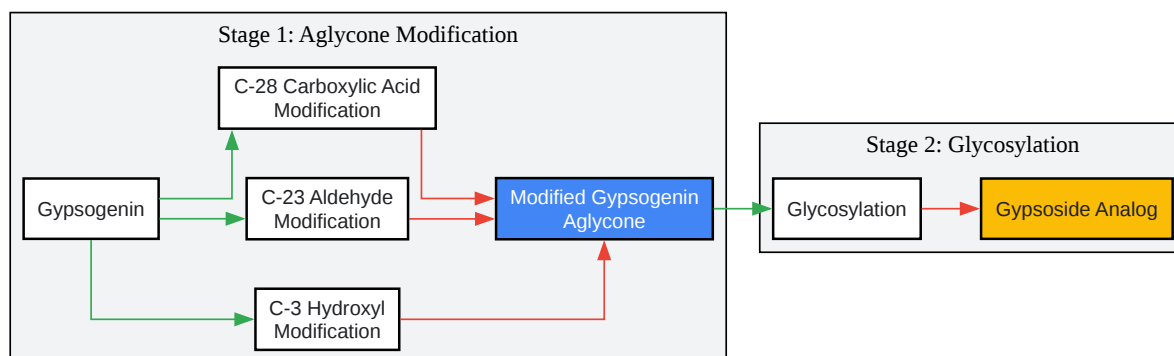 Stage 1: Aglycone Modification
C-28 Carboxylic Acid
Modification
Gypsogenin
C-23 Aldehyde
Modification
Modified Gypsogenin
Aglycone
C-3 Hydroxyl
Modification
Stage 2: Glycosylation
Glycosylation
Gypsoside Analog